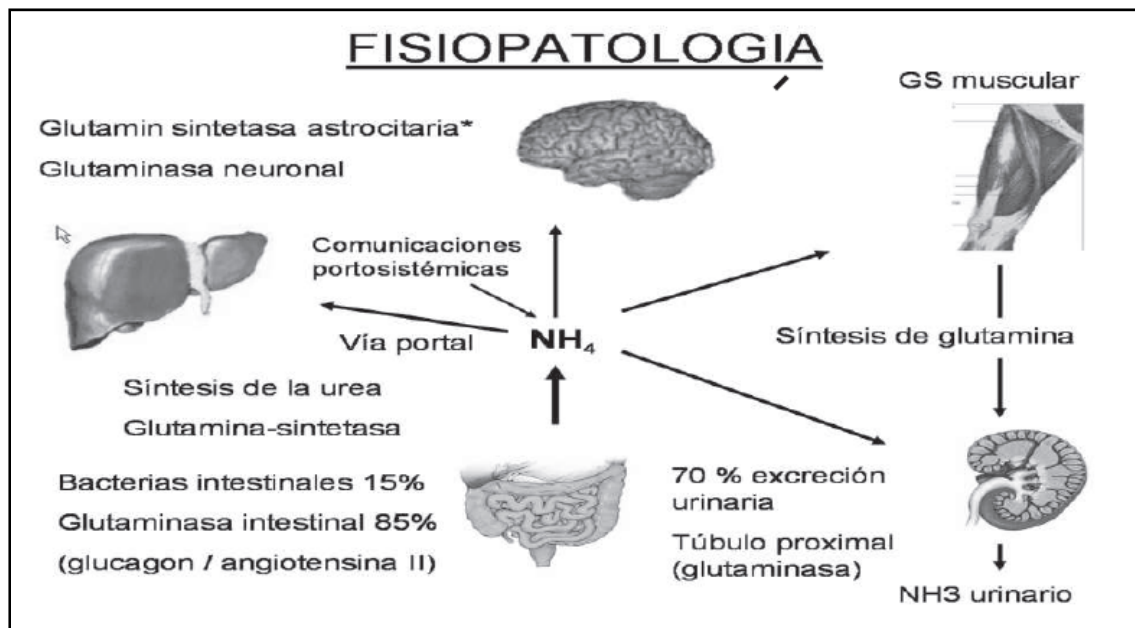 FISIOPATOLOGIA
GS muscular
Glutamin sintetasa astrocitaria*
Glutaminasa neuronal
Comunicaciones
portosistémicas
Vía portal
NH₄
Síntesis de glutamina
Síntesis de la urea
Glutamina-sintetasa
Bacterias intestinales 15%
Glutaminasa intestinal 85%
(glucagon / angiotensina II)
70 % excreción
urinaria
Túbulo proximal
(glutaminasa)
NH3 urinario